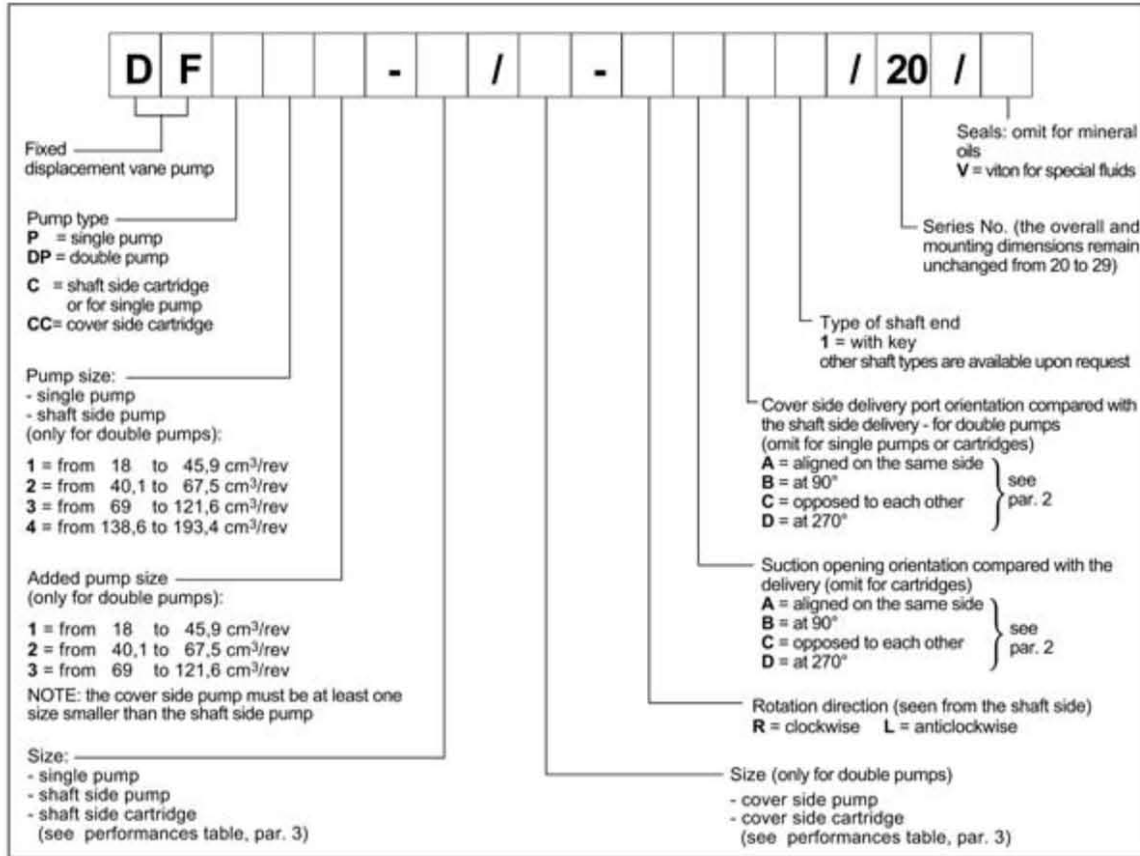 D F - / - / 20 /
Fixed
displacement vane pump
Pump type
P = single pump
DP = double pump
C = shaft side cartridge
or for single pump
CC= cover side cartridge
Pump size:
- single pump
- shaft side pump
(only for double pumps):
1 = from 18 to 45,9 cm³/rev
2 = from 40,1 to 67,5 cm³/rev
3 = from 69 to 121,6 cm³/rev
4 = from 138,6 to 193,4 cm³/rev
Added pump size
(only for double pumps):
1 = from 18 to 45,9 cm³/rev
2 = from 40,1 to 67,5 cm³/rev
3 = from 69 to 121,6 cm³/rev
NOTE: the cover side pump must be at least one
size smaller than the shaft side pump
Size:
- single pump
- shaft side pump
- shaft side cartridge
(see performances table, par. 3)
Seals: omit for mineral
oils
V = viton for special fluids
Series No. (the overall and
mounting dimensions remain
unchanged from 20 to 29)
Type of shaft end
1 = with key
other shaft types are available upon request
Cover side delivery port orientation compared with
the shaft side delivery - for double pumps
(omit for single pumps or cartridges)
A = aligned on the same side
B = at 90°
C = opposed to each other
D = at 270°
see
par. 2
Suction opening orientation compared with the
delivery (omit for cartridges)
A = aligned on the same side
B = at 90°
C = opposed to each other
D = at 270°
see
par. 2
Rotation direction (seen from the shaft side)
R = clockwise L = anticlockwise
Size (only for double pumps)
- cover side pump
- cover side cartridge
(see performances table, par. 3)